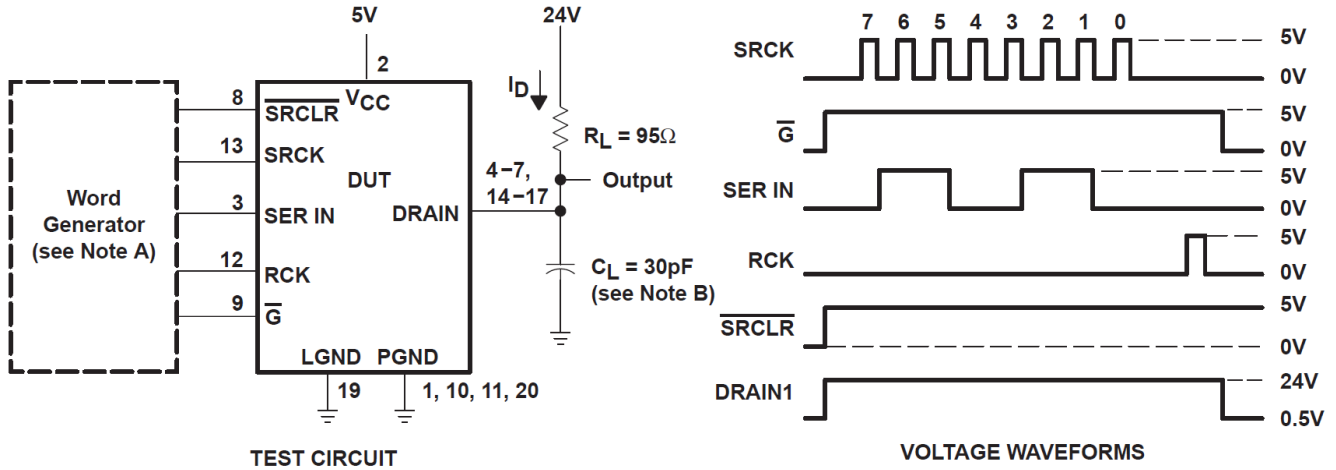 5V
24V
2
VCC
8
SRCLR
13
SRCK
3
SER IN
12
RCK
9
G
Word
Generator
(see Note A)
DUT
DRAIN
4–7,
14–17
ID
RL = 95Ω
Output
CL = 30pF
(see Note B)
LGND
PGND
19
1, 10, 11, 20
TEST CIRCUIT
7 6 5 4 3 2 1 0
SRCK
5V
0V
G
5V
0V
SER IN
5V
0V
RCK
5V
0V
SRCLR
5V
0V
DRAIN1
24V
0.5V
VOLTAGE WAVEFORMS